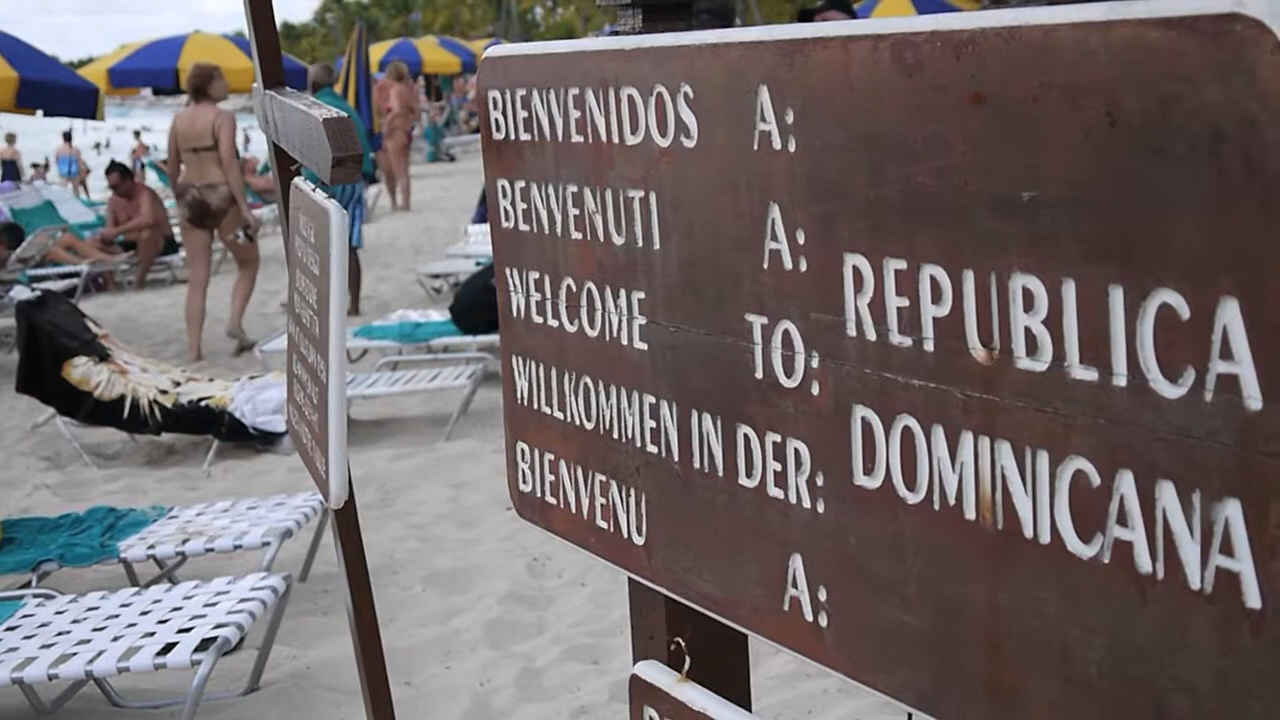 BIENVENIDOS A:
BENVENUTI A:
WELCOME TO:
WILLKOMMEN IN DER:
BIENVENU A:
REPUBLICA
DOMINICANA